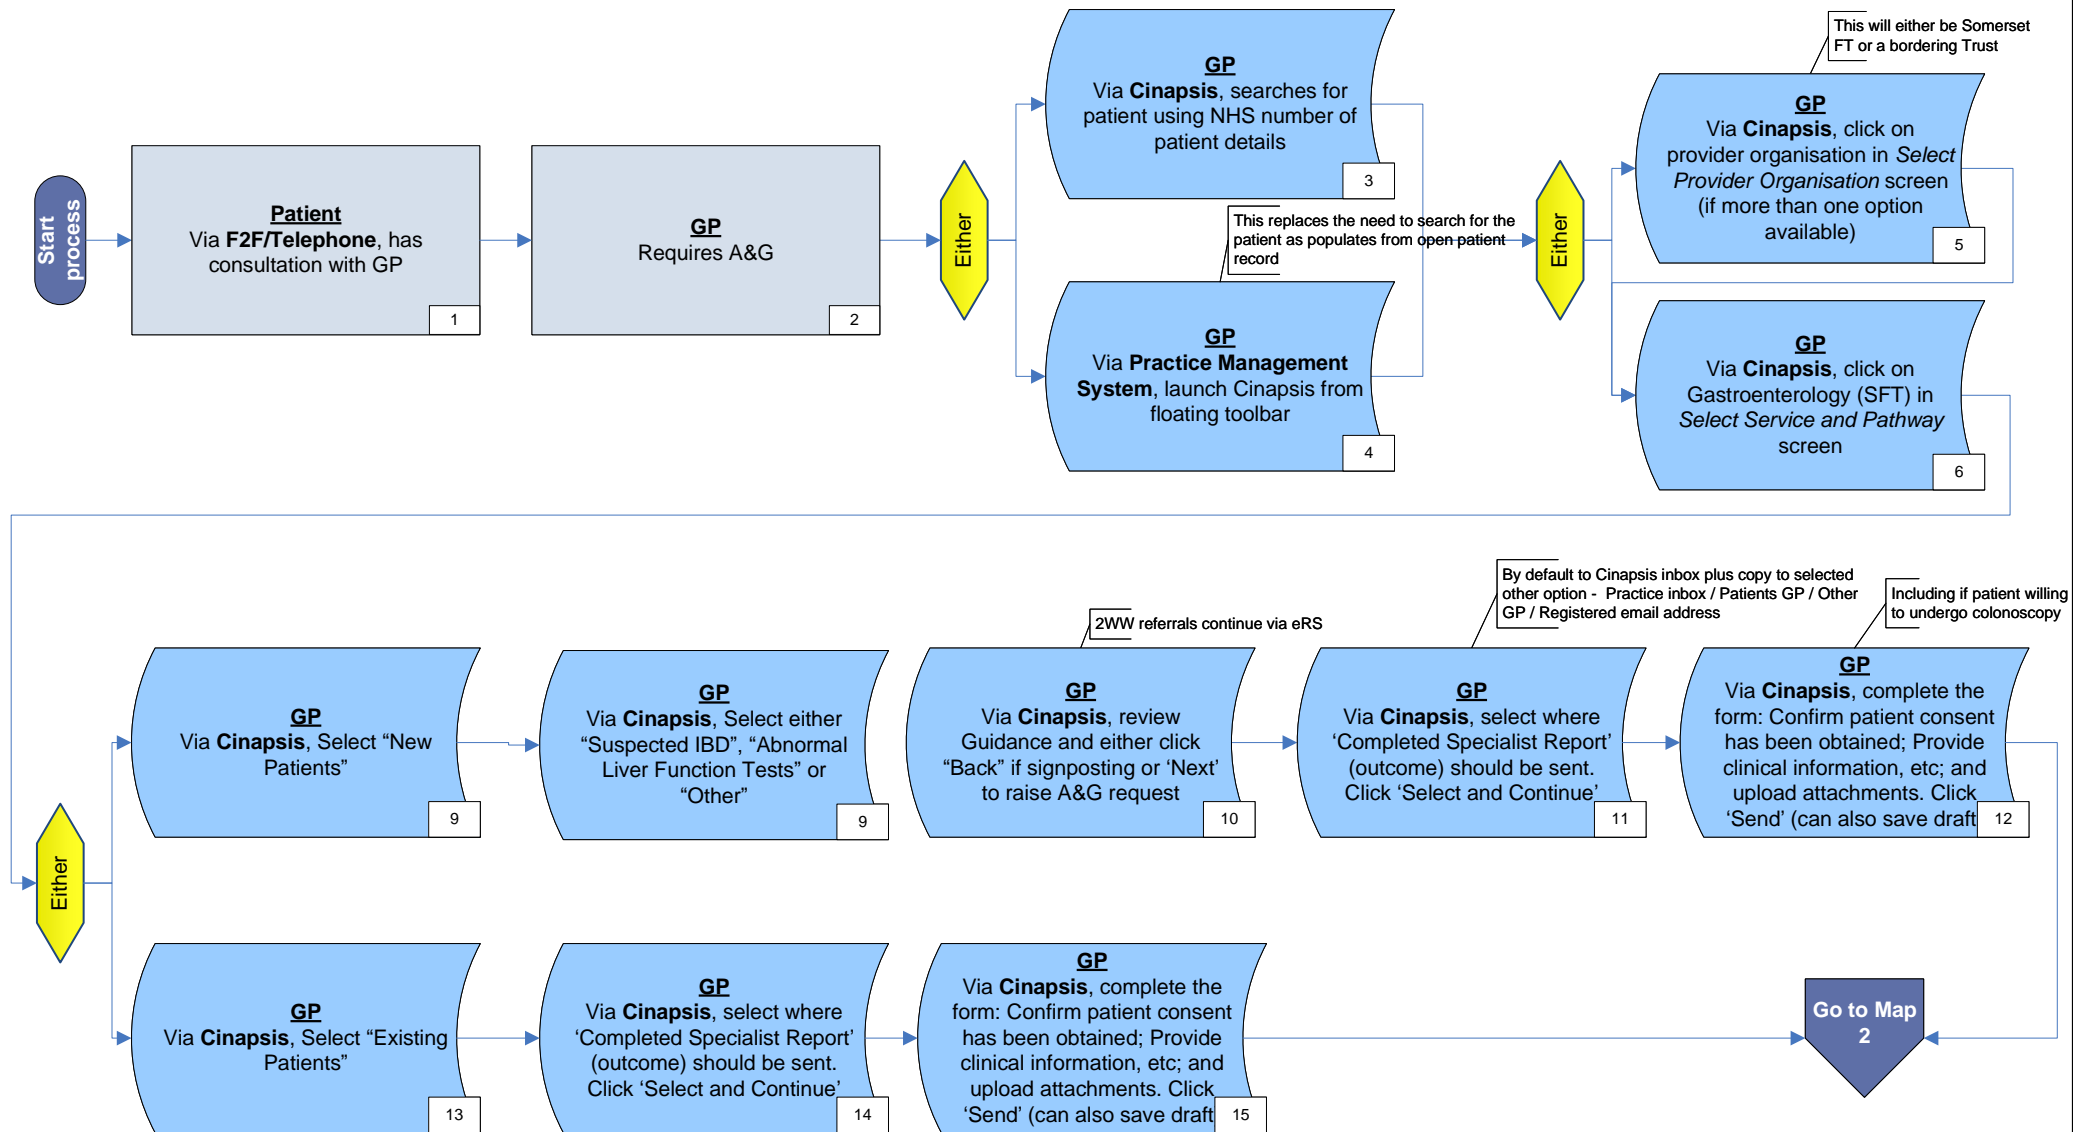 Start
process
Patient
Via F2F/Telephone, has
consultation with GP
1
GP
Requires A&G
2
Either
GP
Via Cinapsis, searches for
patient using NHS number of
patient details
3
This replaces the need to search for the
patient as populates from open patient
record
GP
Via Practice Management
System, launch Cinapsis from
floating toolbar
4
Either
This will either be Somerset
FT or a bordering Trust
GP
Via Cinapsis, click on
provider organisation in Select
Provider Organisation screen
(if more than one option
available)
5
GP
Via Cinapsis, click on
Gastroenterology (SFT) in
Select Service and Pathway
screen
6
Either
GP
Via Cinapsis, Select “New
Patients”
9
GP
Via Cinapsis, Select either
“Suspected IBD”, “Abnormal
Liver Function Tests” or
“Other”
9
2WW referrals continue via eRS
GP
Via Cinapsis, review
Guidance and either click
“Back” if signposting or ‘Next’
to raise A&G request
10
By default to Cinapsis inbox plus copy to selected
other option - Practice inbox / Patients GP / Other
GP / Registered email address
GP
Via Cinapsis, select where
‘Completed Specialist Report’
(outcome) should be sent.
Click ‘Select and Continue’
11
Including if patient willing
to undergo colonoscopy
GP
Via Cinapsis, complete the
form: Confirm patient consent
has been obtained; Provide
clinical information, etc; and
upload attachments. Click
‘Send’ (can also save draft
12
GP
Via Cinapsis, Select “Existing
Patients”
13
GP
Via Cinapsis, select where
‘Completed Specialist Report’
(outcome) should be sent.
Click ‘Select and Continue’
14
GP
Via Cinapsis, complete the
form: Confirm patient consent
has been obtained; Provide
clinical information, etc; and
upload attachments. Click
‘Send’ (can also save draft
15
Go to Map
2